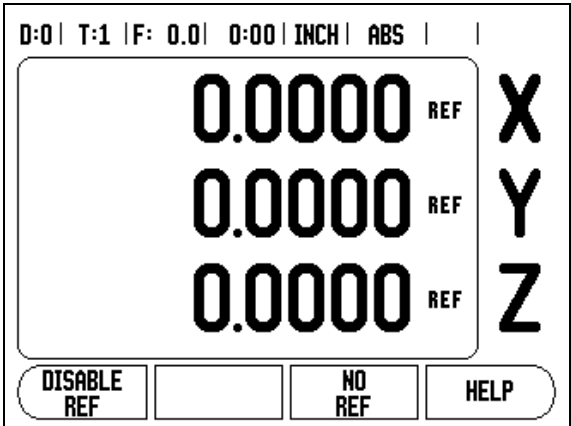 D:0 | T:1 | F: 0.0 | 0:00 | INCH | ABS | |
0.0000 REF X
0.0000 REF Y
0.0000 REF Z
DISABLE REF
NO REF
HELP